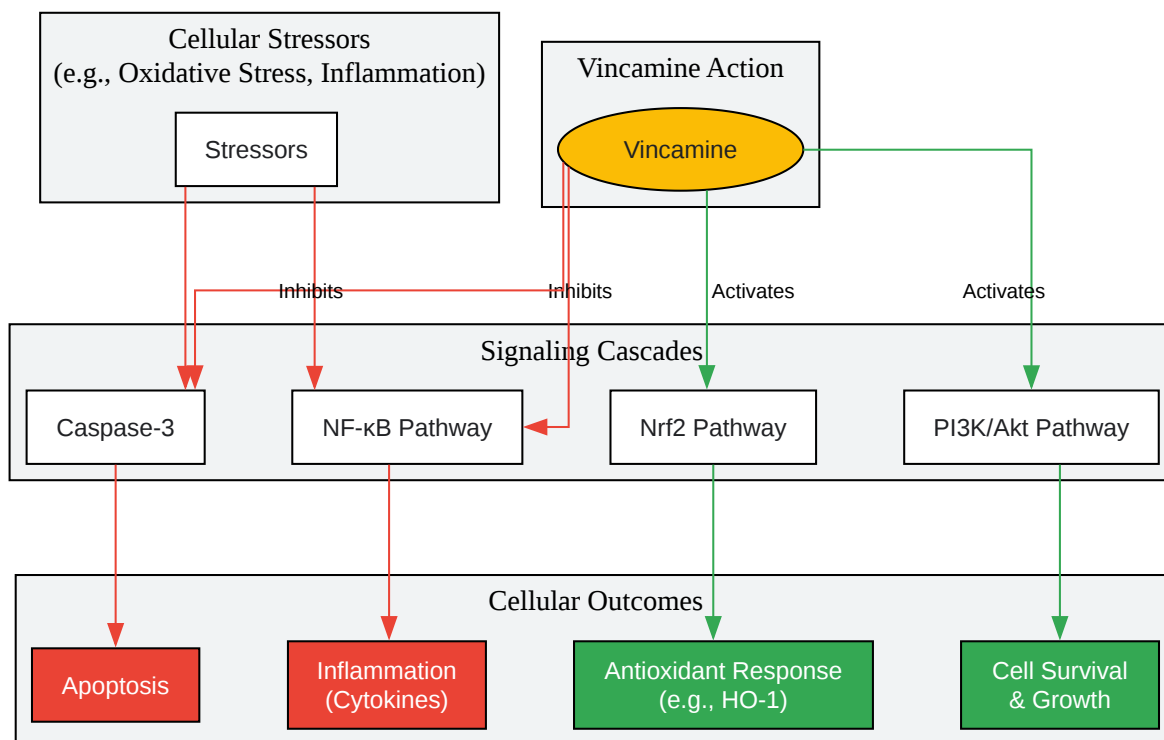 Cellular Stressors
(e.g., Oxidative Stress, Inflammation)
Stressors
Vincamine Action
Vincamine
Inhibits
Inhibits
Activates
Activates
Signaling Cascades
Caspase-3
NF-κB Pathway
Nrf2 Pathway
PI3K/Akt Pathway
Cellular Outcomes
Apoptosis
Inflammation
(Cytokines)
Antioxidant Response
(e.g., HO-1)
Cell Survival
& Growth